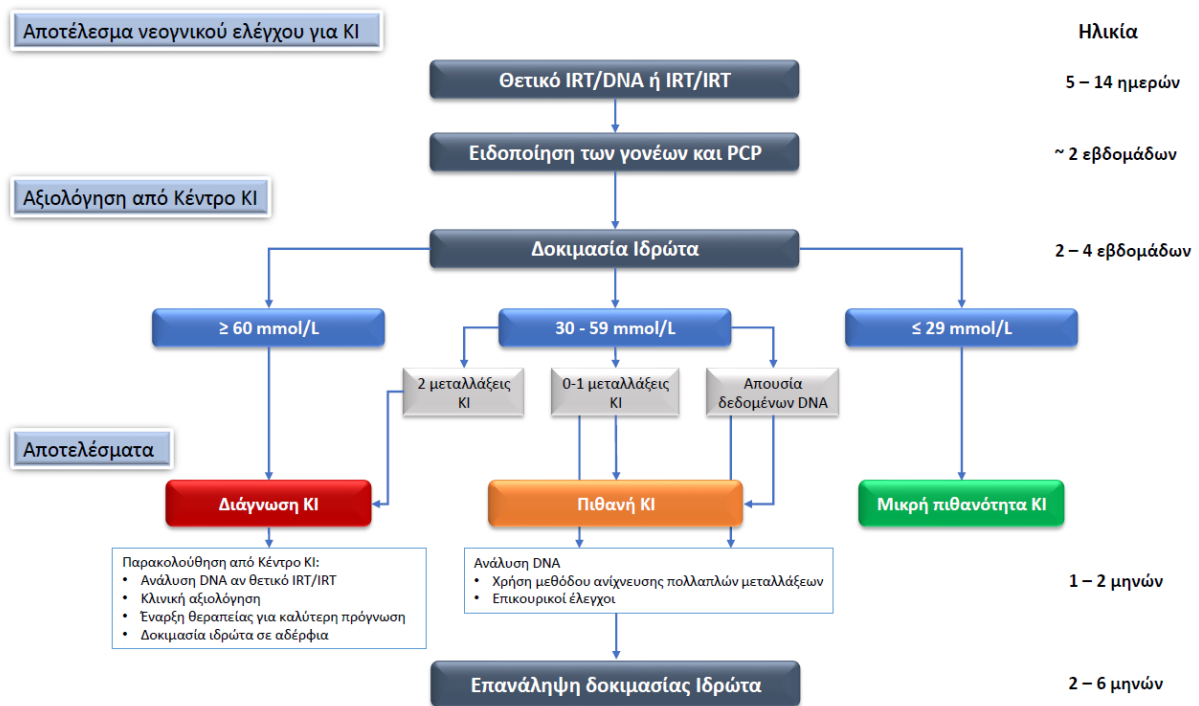 Αποτέλεσμα νεογνικού ελέγχου για ΚΙ
Ηλικία
Θετικό IRT/DNA ή IRT/IRT
5 – 14 ημερών
Ειδοποίηση των γονέων και PCP
~ 2 εβδομάδων
Αξιολόγηση από Κέντρο ΚΙ
Δοκιμασία Ιδρώτα
2 – 4 εβδομάδων
≥ 60 mmol/L
30 - 59 mmol/L
≤ 29 mmol/L
2 μεταλλάξεις
ΚΙ
0-1 μεταλλάξεις
ΚΙ
Απουσία
δεδομένων DNA
Αποτελέσματα
Διάγνωση ΚΙ
Πιθανή ΚΙ
Μικρή πιθανότητα ΚΙ
Παρακολούθηση από Κέντρο ΚΙ:
• Ανάλυση DNA αν θετικό IRT/IRT
• Κλινική αξιολόγηση
• Έναρξη θεραπείας για καλύτερη πρόγνωση
• Δοκιμασία ιδρώτα σε αδέρφια
Ανάλυση DNA
• Χρήση μεθόδου ανίχνευσης πολλαπλών μεταλλάξεων
• Επικουρικοί έλεγχοι
1 – 2 μηνών
Επανάληψη δοκιμασίας Ιδρώτα
2 – 6 μηνών